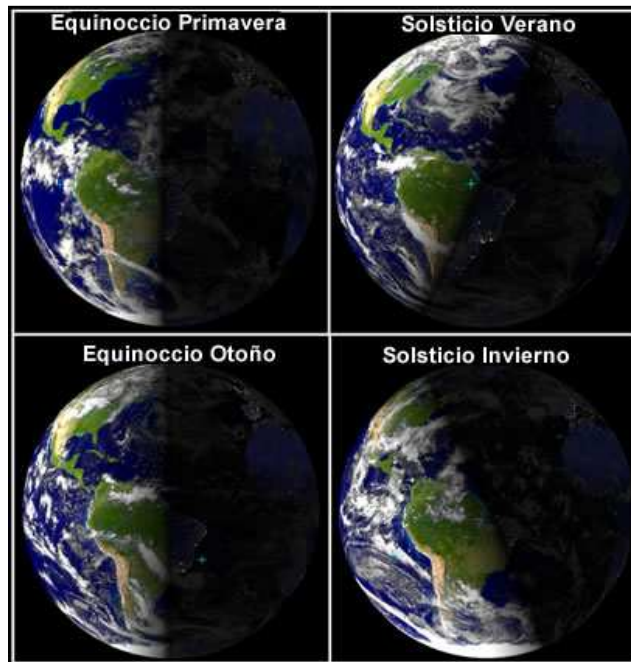 Equinoccio Primavera
Solsticio Verano
Equinoccio Otoño
Solsticio Invierno